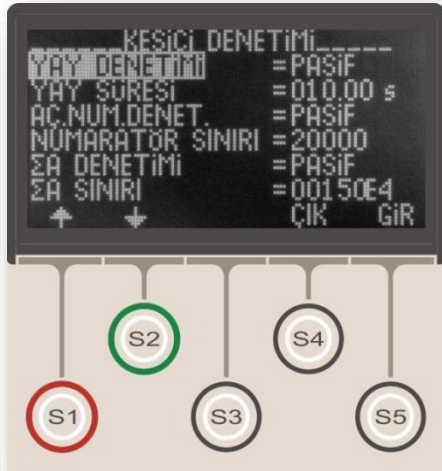 KESİCİ DENETİMİ
YAY DENETİMİ =PASİF
YAY SÜRESİ =010.00 s
AÇ.NUM.DENET. =PASİF
NUMARATÖR SINIRI =20000
ΣA DENETİMİ =PASİF
ΣA SINIRI =00150E4
ÇIK GİR
S2 S4
S1 S3 S5